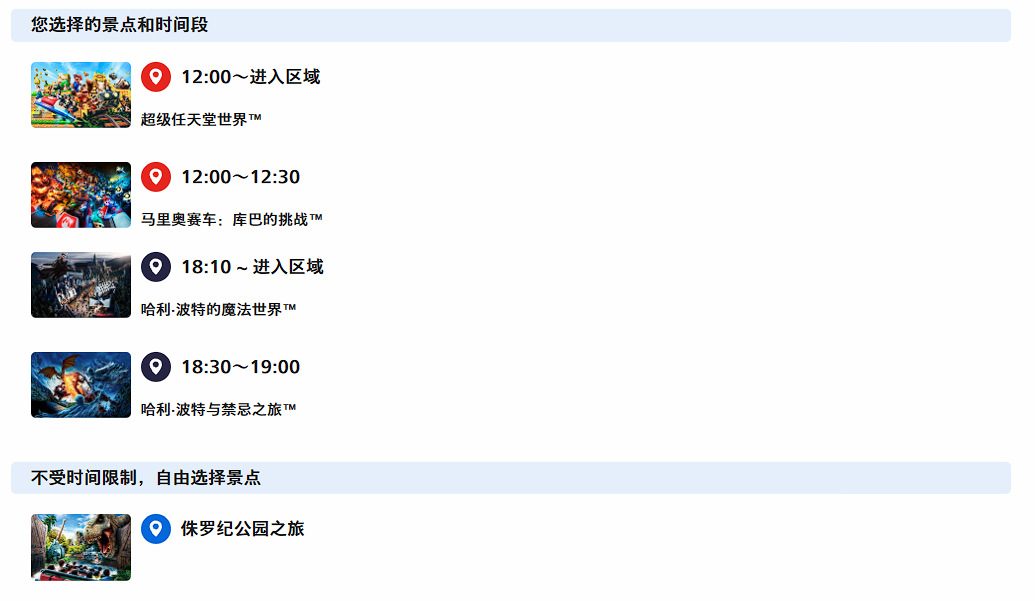 您选择的景点和时间段
12:00～进入区域
超级任天堂世界™
12:00～12:30
马里奥赛车：库巴的挑战™
18:10 ~ 进入区域
哈利·波特的魔法世界™
18:30～19:00
哈利·波特与禁忌之旅™
不受时间限制，自由选择景点
侏罗纪公园之旅